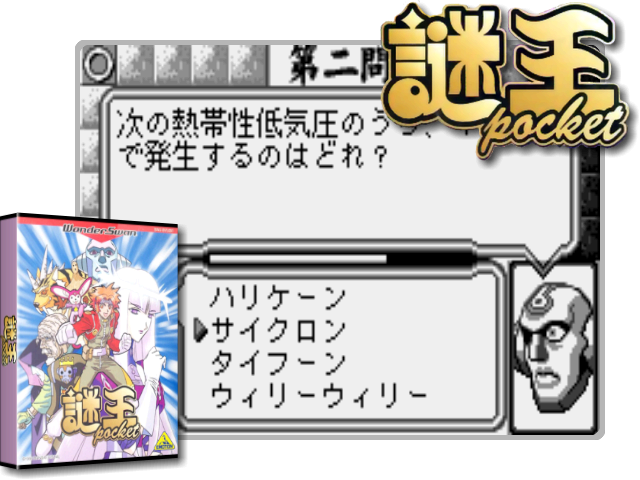 第二問
謎王
pocket
次の熱帯性低気圧のうち、
で発生するのはどれ？
ハリケーン
サイクロン
タイフーン
ウィリーウィリー
WonderSwan
謎王
謎王
pocket